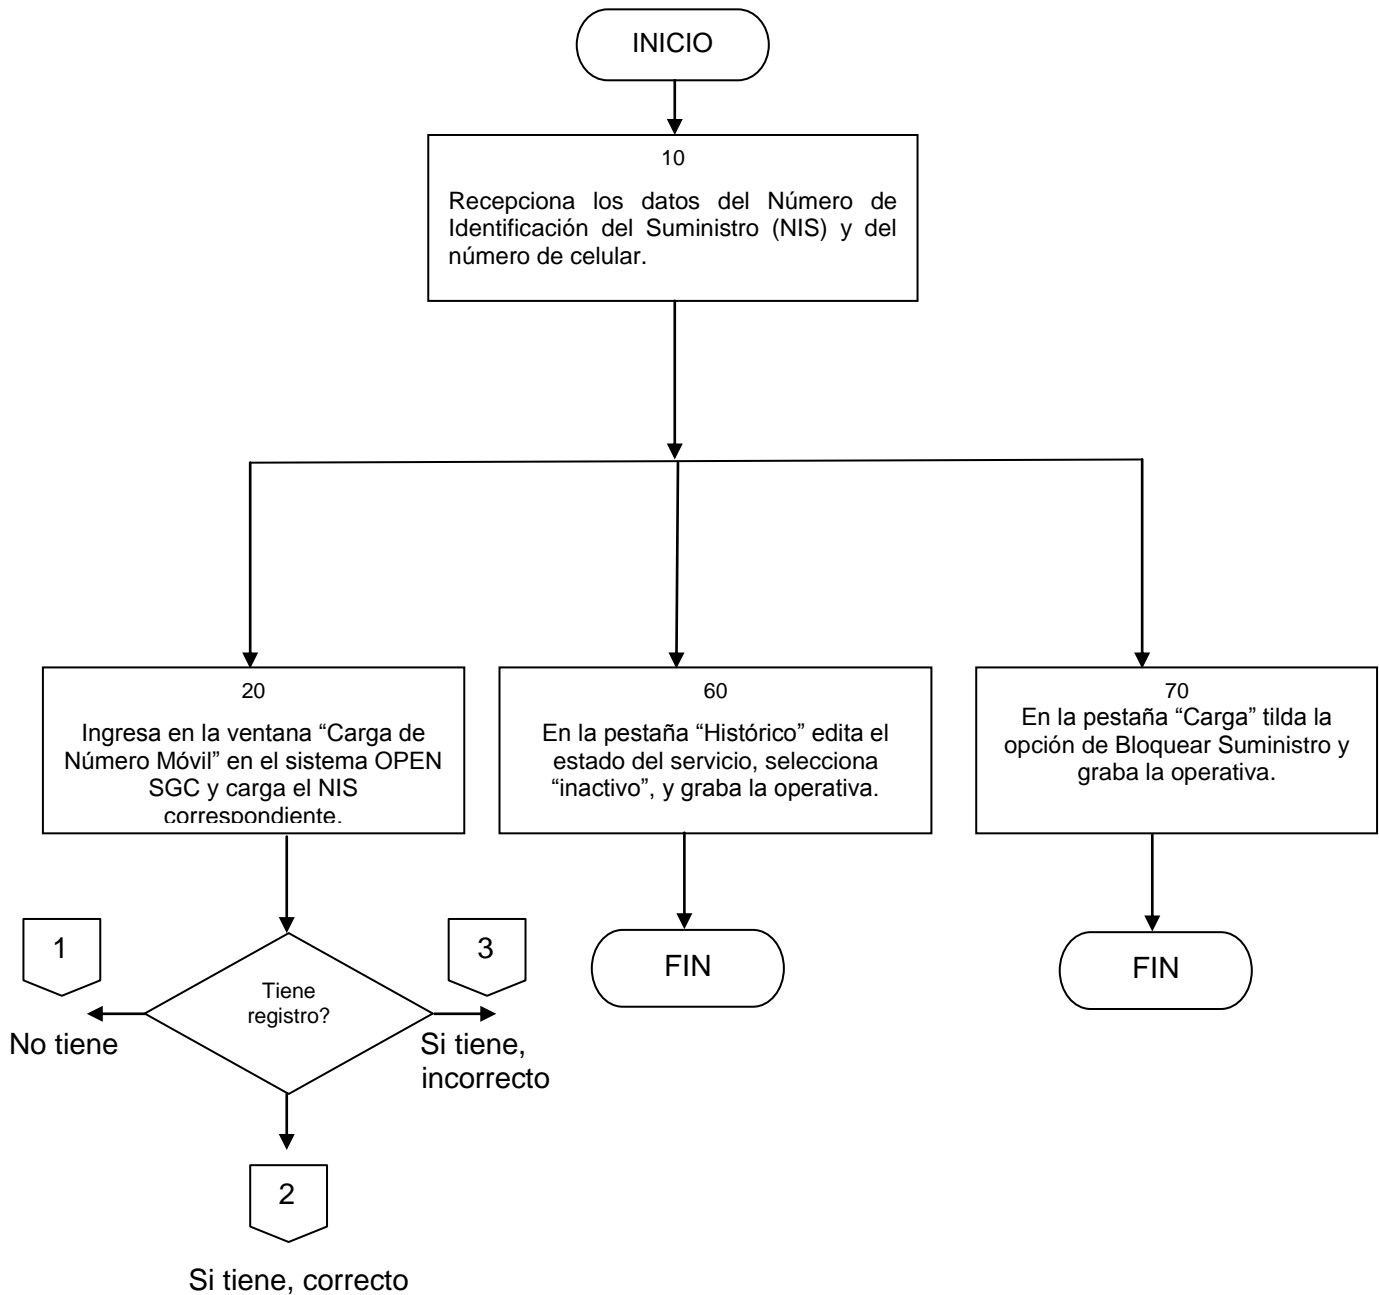 INICIO
10
Recepciona los datos del Número de
Identificación del Suministro (NIS) y del
número de celular.
20
Ingresa en la ventana “Carga de
Número Móvil” en el sistema OPEN
SGC y carga el NIS
correspondiente.
60
En la pestaña “Histórico” edita el
estado del servicio, selecciona
“inactivo”, y graba la operativa.
70
En la pestaña “Carga” tilda la
opción de Bloquear Suministro y
graba la operativa.
1
No tiene
Tiene
registro?
3
Si tiene,
incorrecto
FIN
FIN
2
Si tiene, correcto